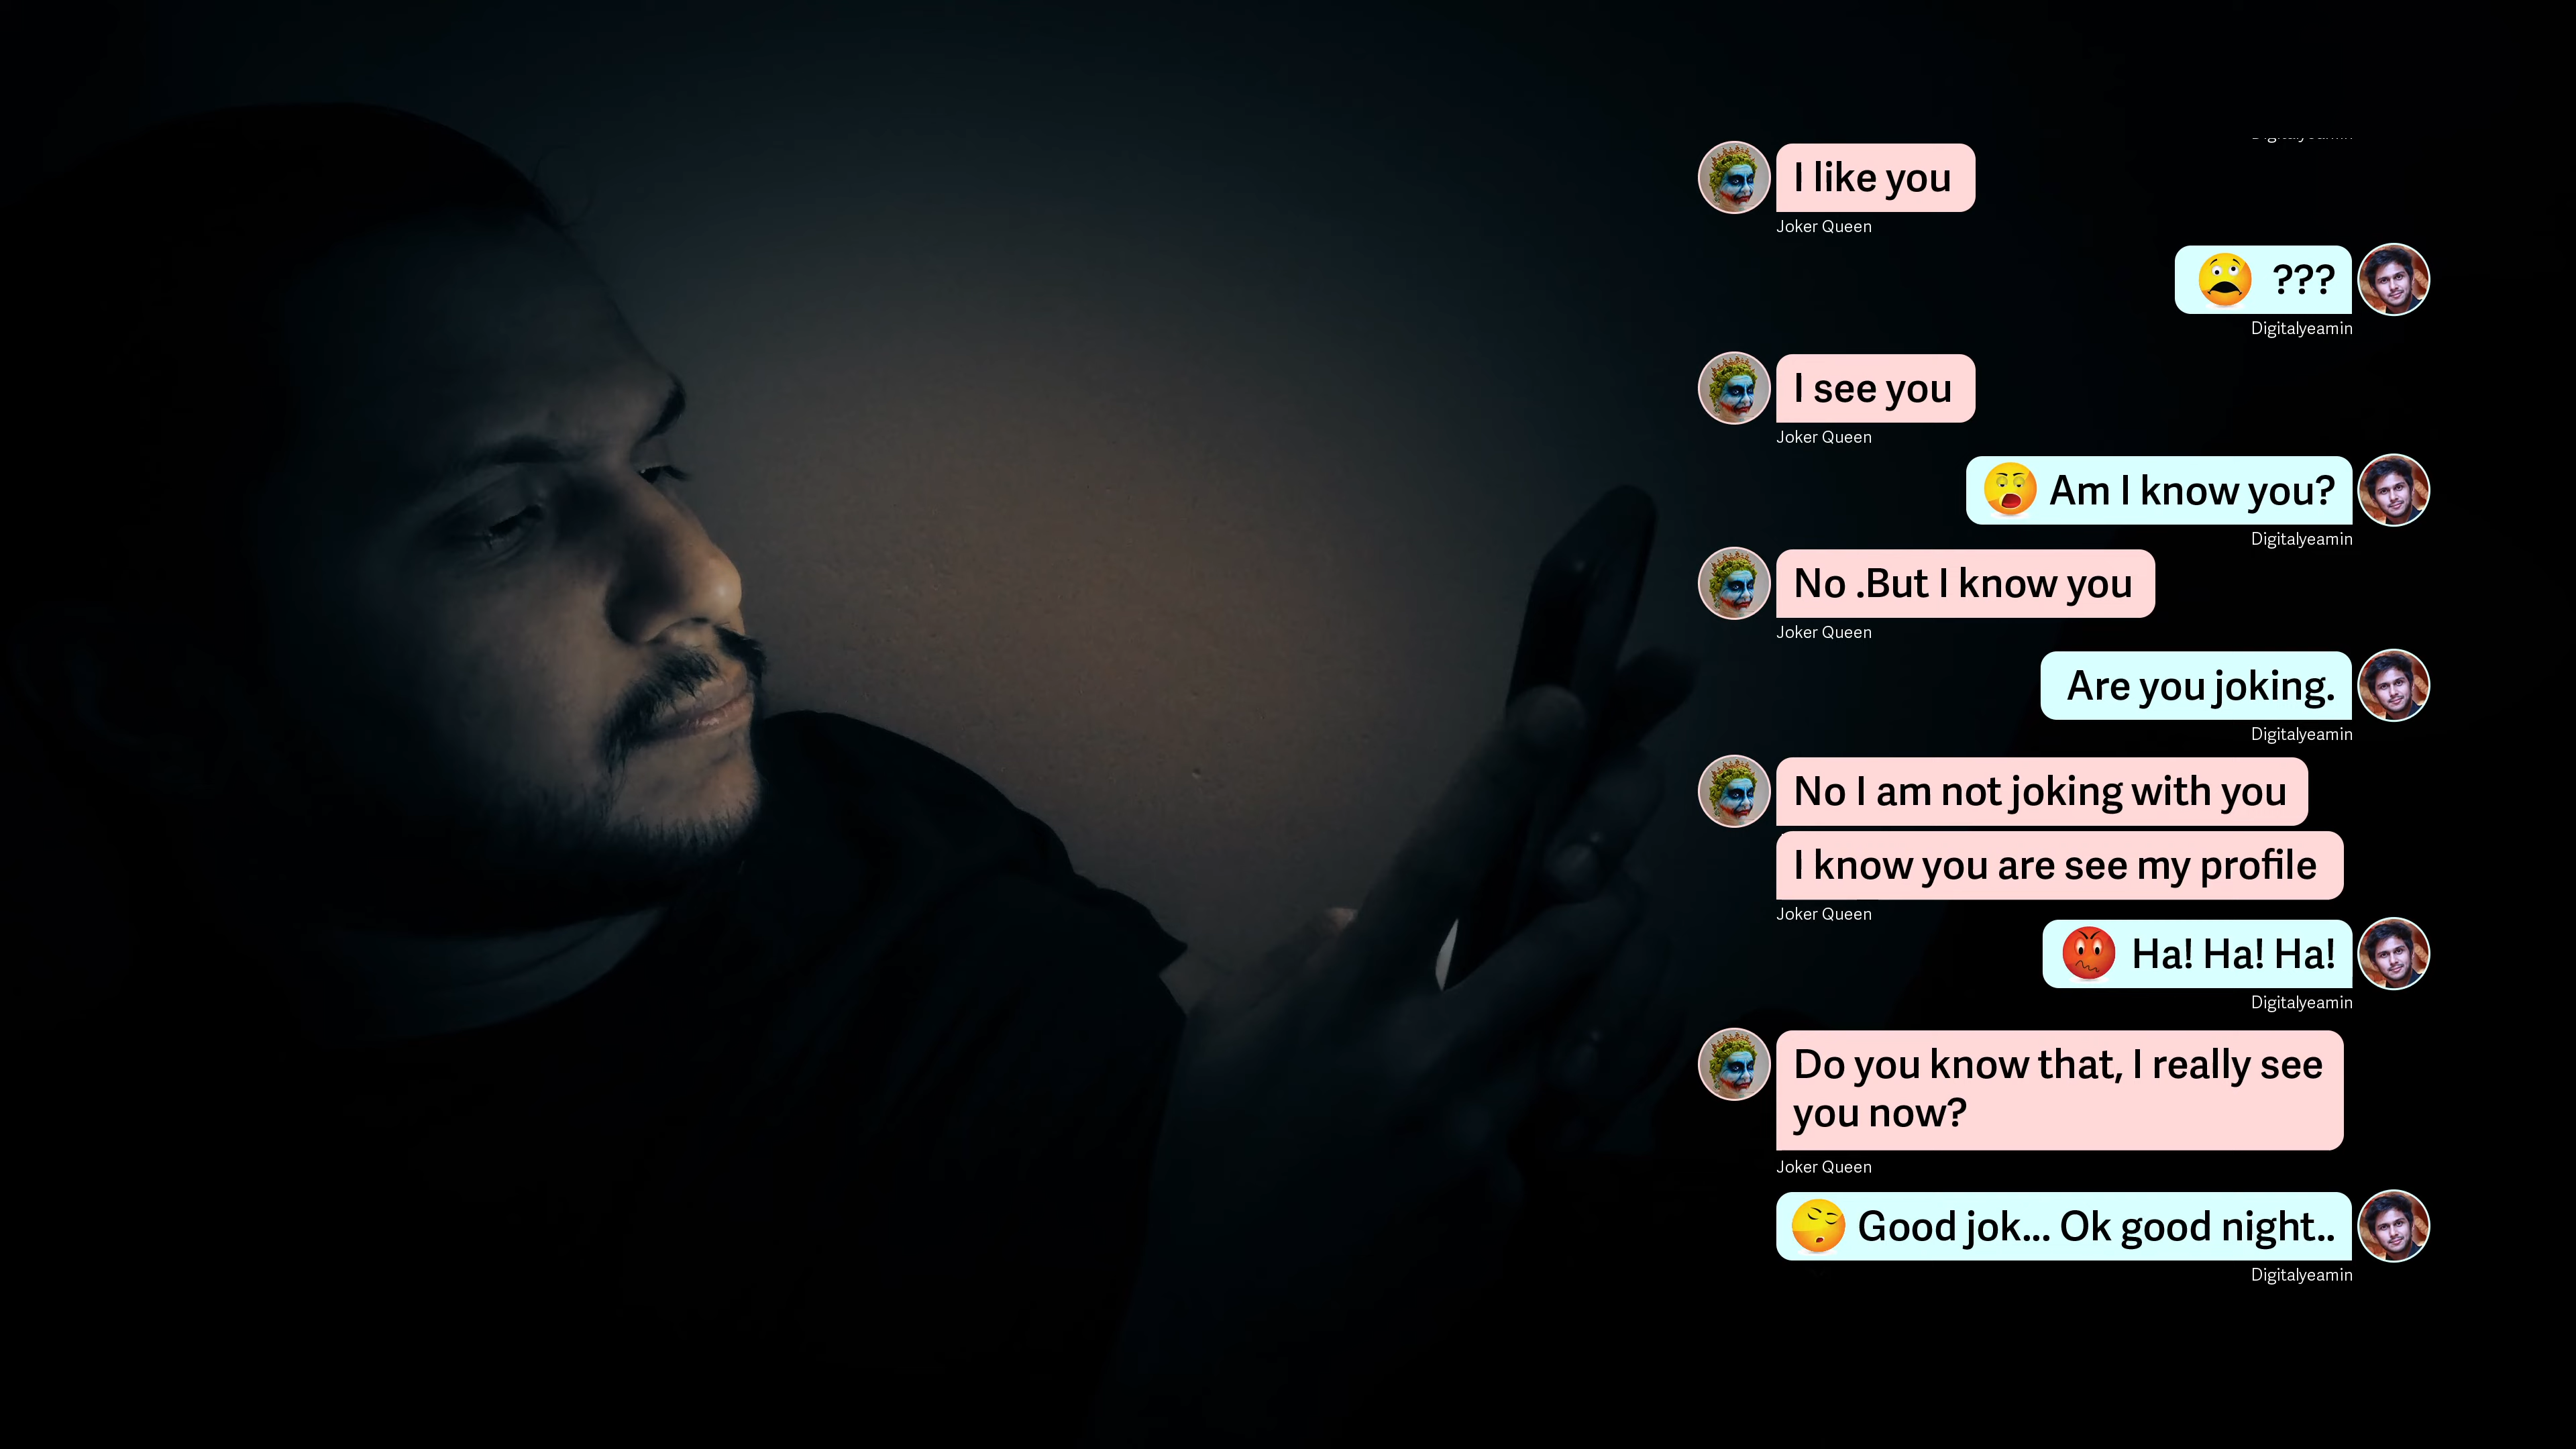 I like you
Joker Queen
???
Digitalyeamin
I see you
Joker Queen
Am I know you?
Digitalyeamin
No .But I know you
Joker Queen
Are you joking.
Digitalyeamin
No I am not joking with you
I know you are see my profile
Joker Queen
Ha! Ha! Ha!
Digitalyeamin
Do you know that, I really see
you now?
Joker Queen
Good jok... Ok good night..
Digitalyeamin